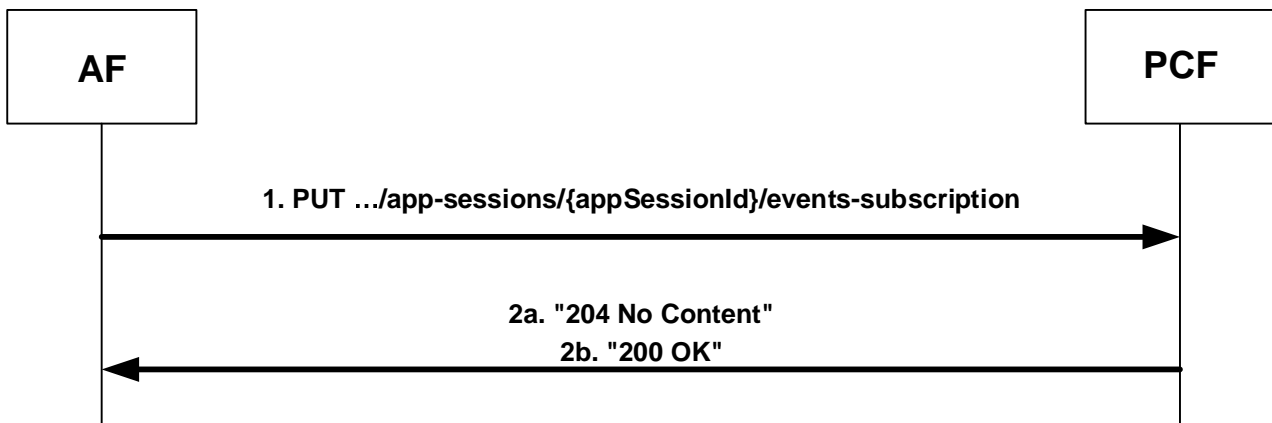 AF
PCF
1. PUT …/app-sessions/{appSessionId}/events-subscription
2a. "204 No Content"
2b. "200 OK"